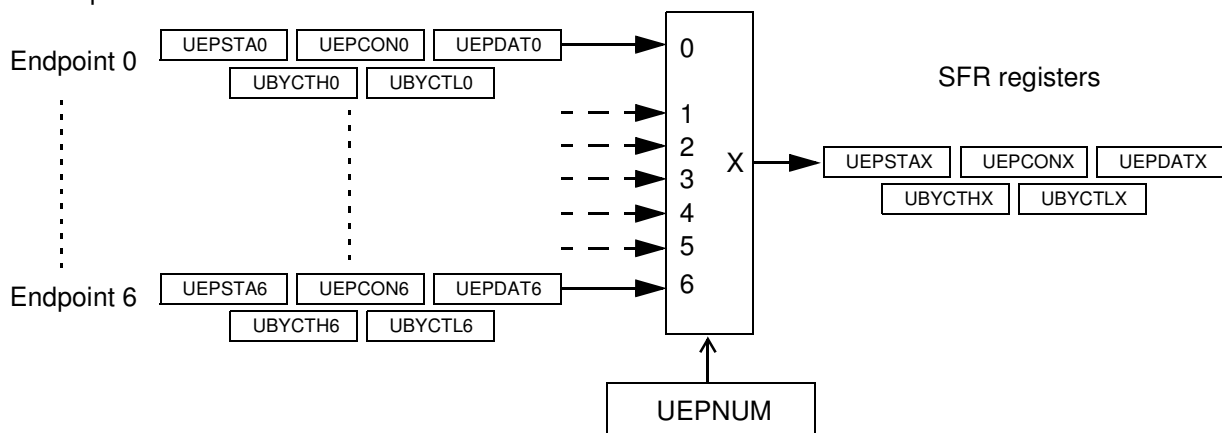 Endpoint 0
UEPSTA0 UEPCON0 UEPDAT0
UBYCTH0 UBYCTL0
0
1
2
3
4
5
6
X
SFR registers
UEPSTAX UEPCONX UEPDATX
UBYCTHX UBYCTLX
Endpoint 6
UEPSTA6 UEPCON6 UEPDAT6
UBYCTH6 UBYCTL6
UEPNUM